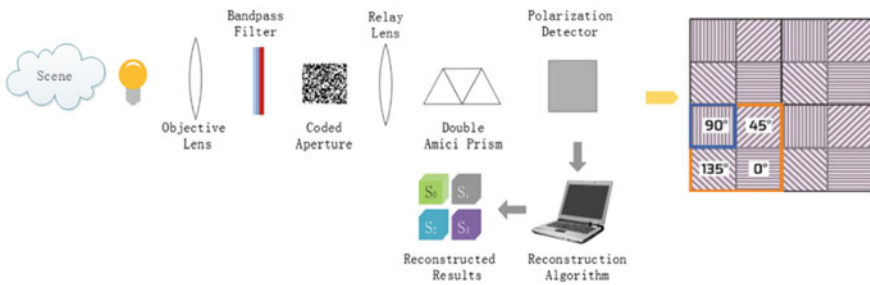 Scene
Objective
Lens
Bandpass
Filter
Coded
Aperture
Relay
Lens
Double
Amici Prism
Polarization
Detector
90° 45°
135° 0°
S₀
S₂ S₃
Reconstructed
Results
Reconstruction
Algorithm